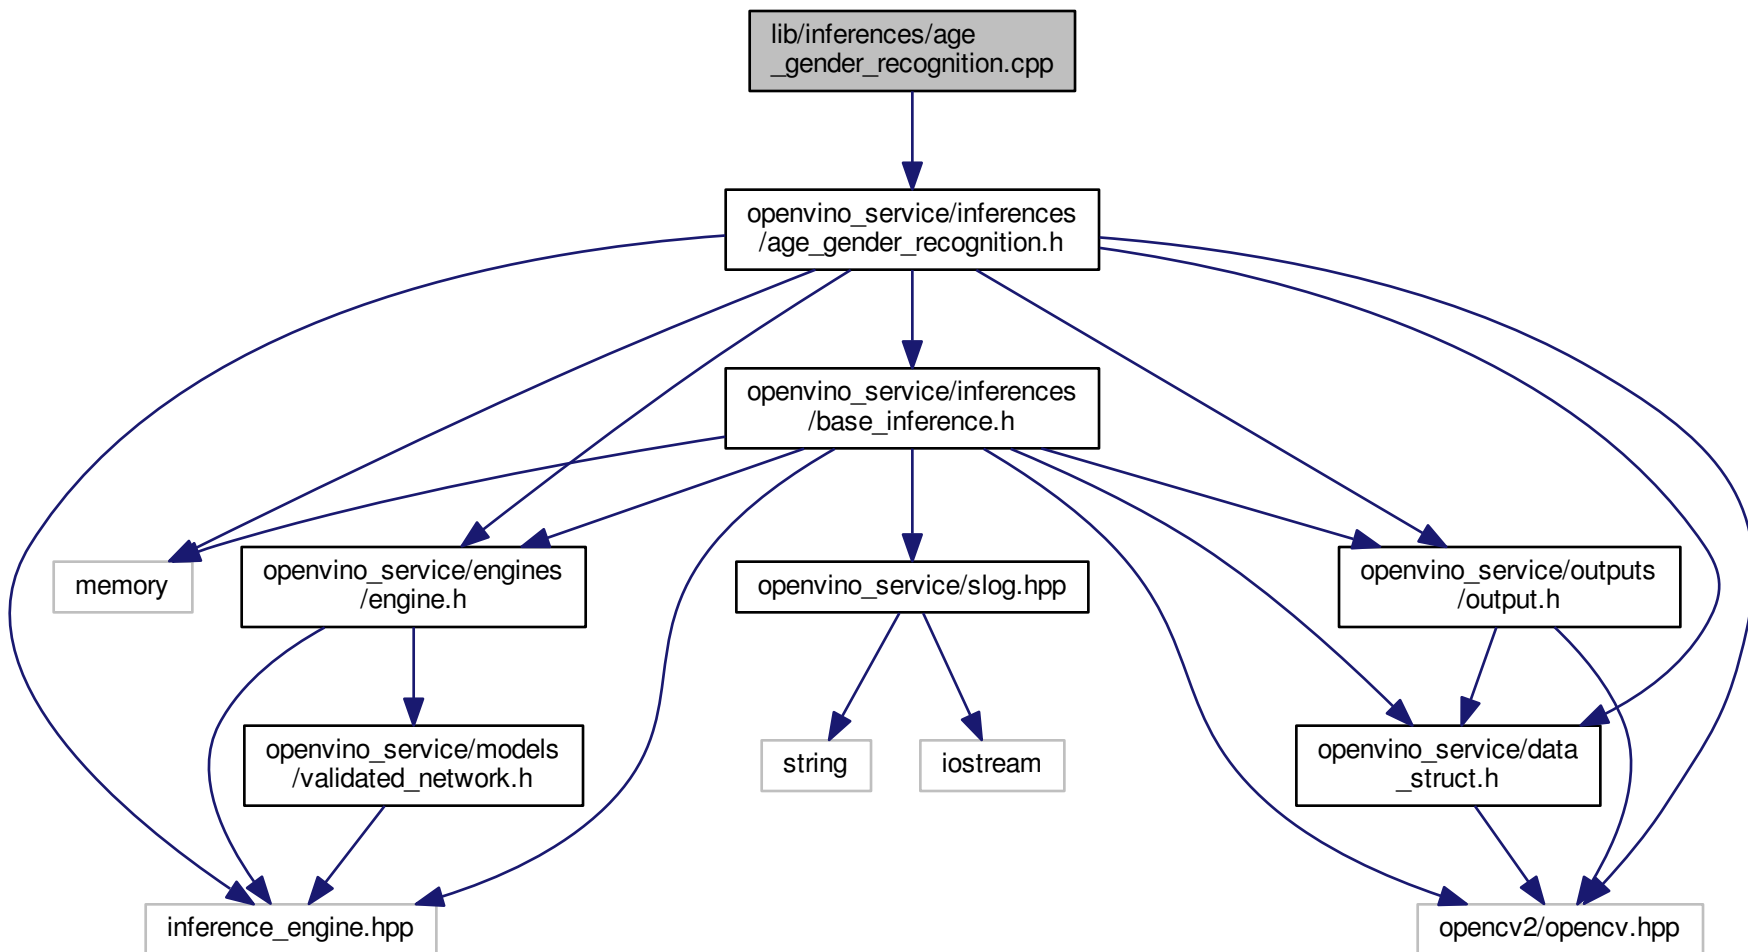 lib/inferences/age
_gender_recognition.cpp
openvino_service/inferences
/age_gender_recognition.h
openvino_service/inferences
/base_inference.h
memory
openvino_service/engines
/engine.h
openvino_service/slog.hpp
openvino_service/outputs
/output.h
openvino_service/models
/validated_network.h
string
iostream
openvino_service/data
_struct.h
inference_engine.hpp
opencv2/opencv.hpp